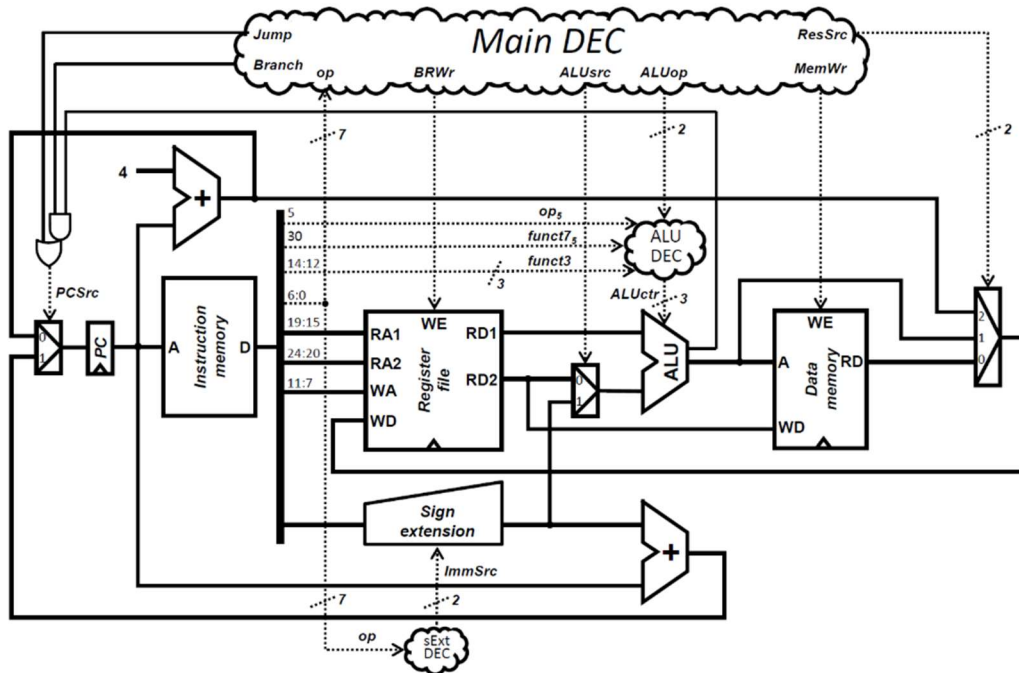 Jump
Main DEC
ResSrc
Branch
op
BRWr
ALUsrc
ALUop
MemWr
7
2
2
4
+
5
op5
30
funct75
ALU
DEC
14:12
funct3
3
6:0
ALUctr
3
PCSrc
0
1
PC
A
Instruction
memory
D
19:15
24:20
11:7
RA1
RA2
WA
WD
WE
Register
file
RD1
RD2
0
1
ALU
WE
A
Data
memory
RD
WD
2
1
0
Sign
extension
+
ImmSrc
7
2
op
sExt
DEC